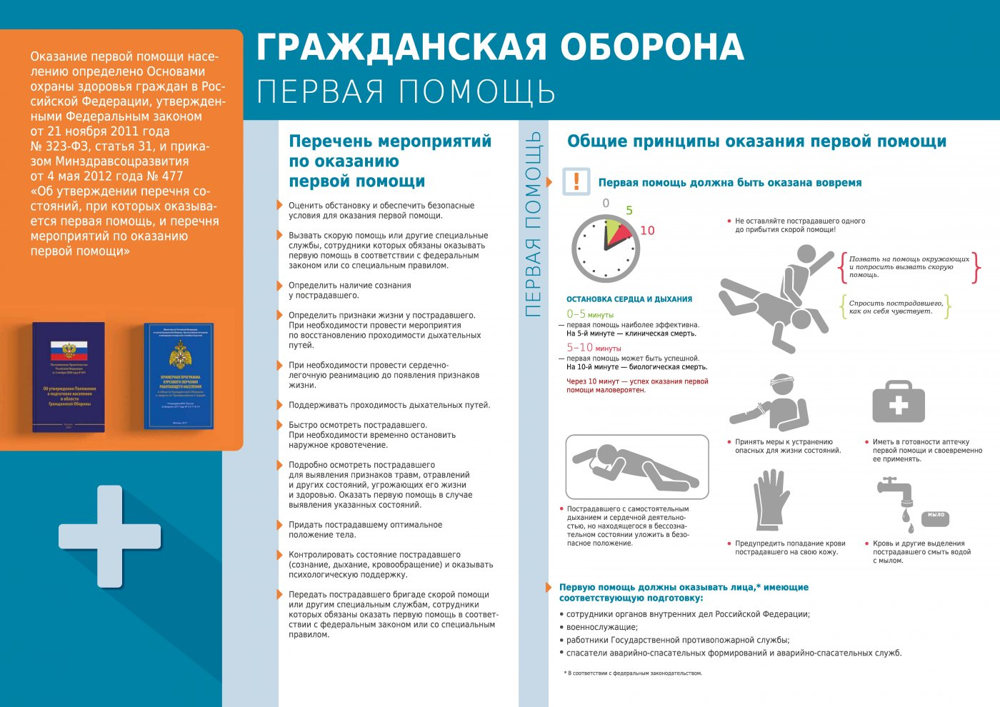 ГРАЖДАНСКАЯ ОБОРОНА
ПЕРВАЯ ПОМОЩЬ
Оказание первой помощи насе-
лению определено Основами
охраны здоровья граждан в Рос-
сийской Федерации, утвержден-
ными Федеральным законом
от 21 ноября 2011 года
№ 323-ФЗ, статья 31, и прика-
зом Минздравсоцразвития
от 4 мая 2012 года № 477
«Об утверждении перечня со-
стояний, при которых оказыва-
ется первая помощь, и перечня
мероприятий по оказанию
первой помощи»
Постановление Правительства
Российской Федерации
от 2 ноября 2000 года № 841
Об утверждении Положения
о подготовке населения
в области
Гражданской Обороны
Москва
ПРИМЕРНАЯ ПРОГРАММА
КУРСОВОГО ОБУЧЕНИЯ
РАБОТАЮЩЕГО НАСЕЛЕНИЯ
в области Гражданской Обороны
и защиты от Чрезвычайных Ситуаций
Москва, 2017
Перечень мероприятий
по оказанию
первой помощи
Оценить обстановку и обеспечить безопасные
условия для оказания первой помощи.
Вызвать скорую помощь или другие специальные
службы, сотрудники которых обязаны оказывать
первую помощь в соответствии с федеральным
законом или со специальным правилом.
Определить наличие сознания
у пострадавшего.
Определить признаки жизни у пострадавшего.
При необходимости провести мероприятия
по восстановлению проходимости дыхательных
путей.
При необходимости провести сердечно-
легочную реанимацию до появления признаков
жизни.
Поддерживать проходимость дыхательных путей.
Быстро осмотреть пострадавшего.
При необходимости временно остановить
наружное кровотечение.
Подробно осмотреть пострадавшего
для выявления признаков травм, отравлений
и других состояний, угрожающих его жизни
и здоровью. Оказать первую помощь в случае
выявления указанных состояний.
Придать пострадавшему оптимальное
положение тела.
Контролировать состояние пострадавшего
(сознание, дыхание, кровообращение) и оказывать
психологическую поддержку.
Передать пострадавшего бригаде скорой помощи
или другим специальным службам, сотрудники
которых обязаны оказать первую помощь в соответ-
ствии с федеральным законом или со специальным
правилом.
ПЕРВАЯ ПОМОЩЬ
Общие принципы оказания первой помощи
!
Первая помощь должна быть оказана вовремя
0
5
10
ОСТАНОВКА СЕРДЦА И ДЫХАНИЯ
0–5 минуты
— первая помощь наиболее эффективна.
На 5-й минуте — клиническая смерть.
5–10 минуты
— первая помощь может быть успешной.
На 10-й минуте — биологическая смерть.
Через 10 минут — успех оказания первой
помощи маловероятен.
• Не оставляйте пострадавшего одного
до прибытия скорой помощи!
Позвать на помощь окружающих
и попросить вызвать скорую
помощь.
Спросить пострадавшего,
как он себя чувствует.
• Принять меры к устранению
опасных для жизни состояний.
• Иметь в готовности аптечку
первой помощи и своевременно
ее применять.
• Пострадавшего с самостоятельным
дыханием и сердечной деятельно-
стью, но находящегося в бессозна-
тельном состоянии уложить в безо-
пасное положение.
• Предупредить попадание крови
пострадавшего на свою кожу.
МЫЛО
• Кровь и другие выделения
пострадавшего смыть водой
с мылом.
Первую помощь должны оказывать лица,* имеющие
соответствующую подготовку:
• сотрудники органов внутренних дел Российской Федерации;
• военнослужащие;
• работники Государственной противопожарной службы;
• спасатели аварийно-спасательных формирований и аварийно-спасательных служб.
* В соответствии с федеральным законодательством.